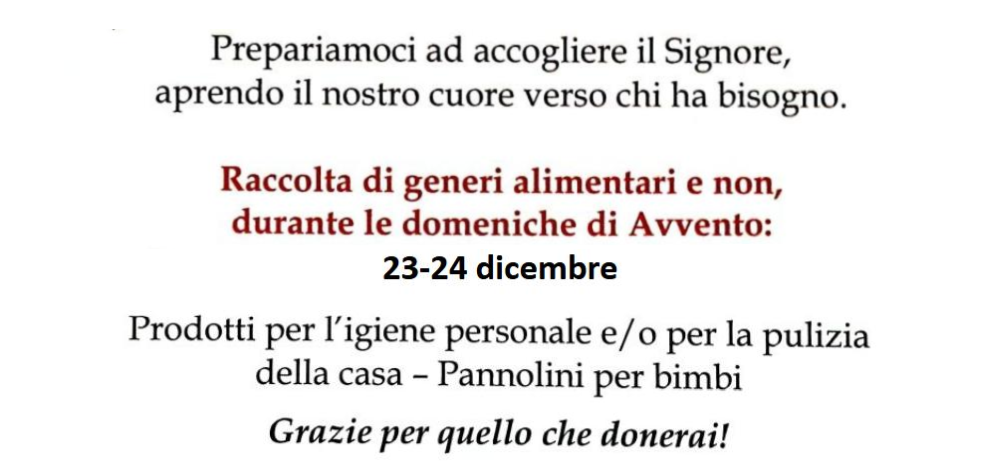 Prepariamoci ad accogliere il Signore,
aprendo il nostro cuore verso chi ha bisogno.
Raccolta di generi alimentari e non,
durante le domeniche di Avvento:
23-24 dicembre
Prodotti per l'igiene personale e/o per la pulizia
della casa – Pannolini per bimbi
Grazie per quello che donerai!